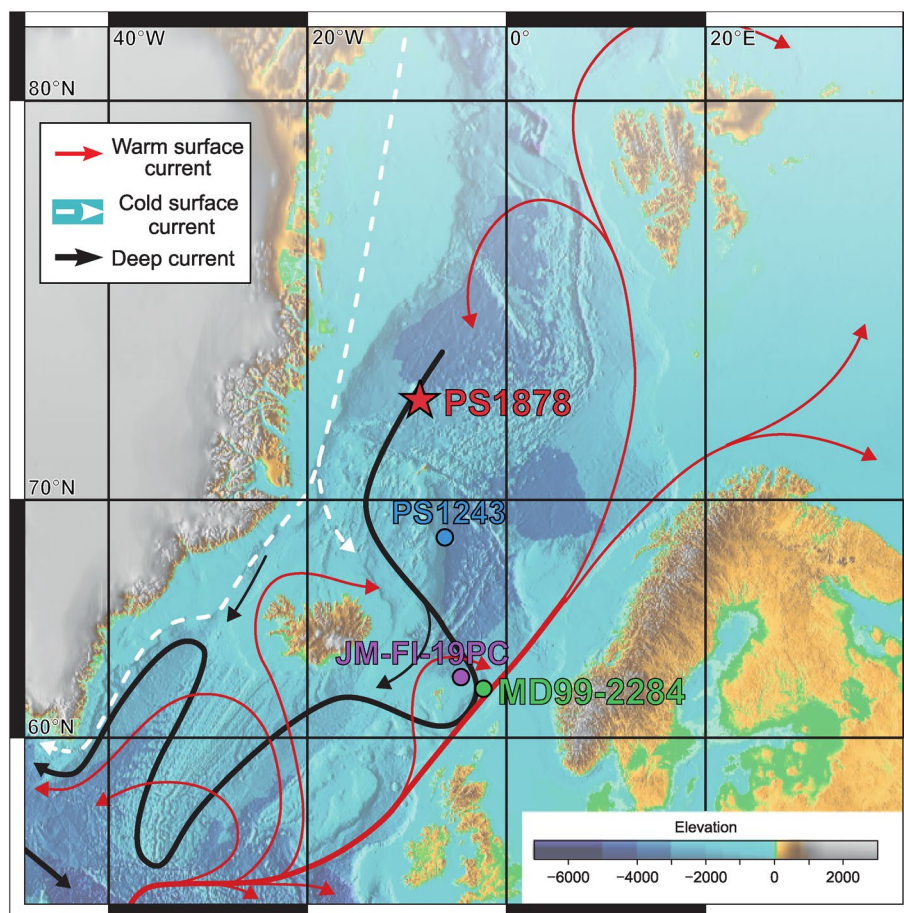 40°W
20°W
0°
20°E
80°N
Warm surface
current
Cold surface
current
Deep current
PS1878
70°N
PS1243
JM-FI-19PC
MD99-2284
60°N
Elevation
−6000
−4000
−2000
0
2000